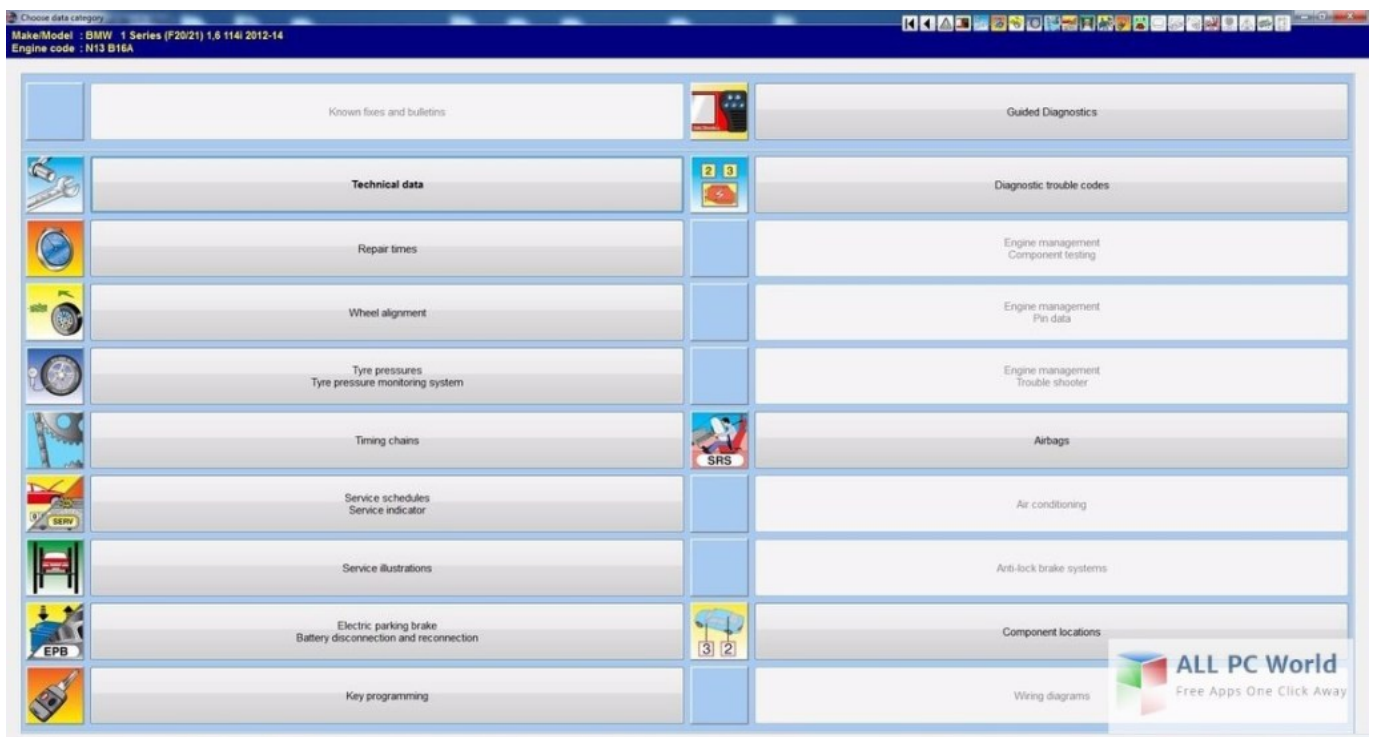 Choose data category
Make/Model : BMW 1 Series (F20/21) 1,6 114i 2012-14
Engine code : N13 B16A
Known fixes and bulletins
Guided Diagnostics
Technical data
2 3
Diagnostic trouble codes
Repair times
Engine management
Component testing
Wheel alignment
Engine management
Pin data
Tyre pressures
Tyre pressure monitoring system
Engine management
Trouble shooter
Timing chains
SRS
Airbags
SERV
Service schedules
Service indicator
Air conditioning
Service illustrations
Anti-lock brake systems
EPB
Electric parking brake
Battery disconnection and reconnection
3 2
Component locations
Key programming
Wiring diagrams
ALL PC World
Free Apps One Click Away